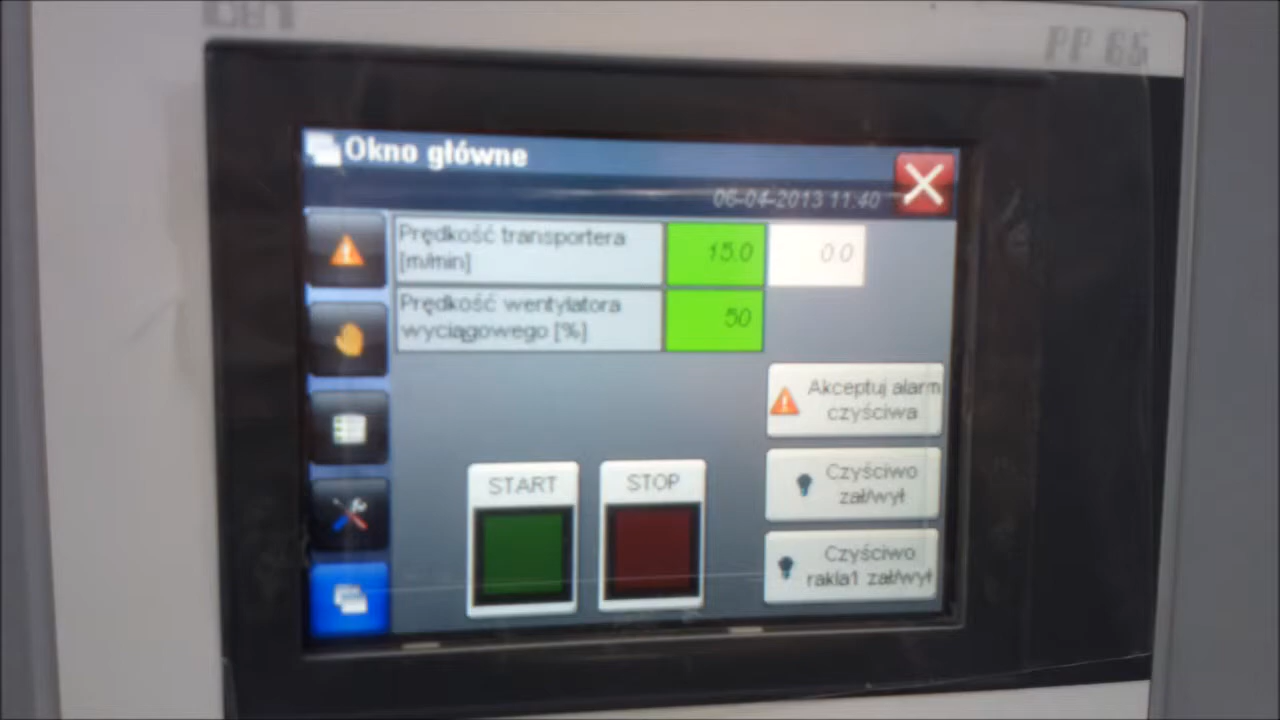 PP 65
Okno główne
06-04-2013 11:40
Prędkość transportera
[m/min]
15.0
0.0
Prędkość wentylatora
wyciągowego [%]
50
Akceptuj alarm
czyściwa
START
STOP
Czyściwo
zał/wył
Czyściwo
rakla1 zał/wył